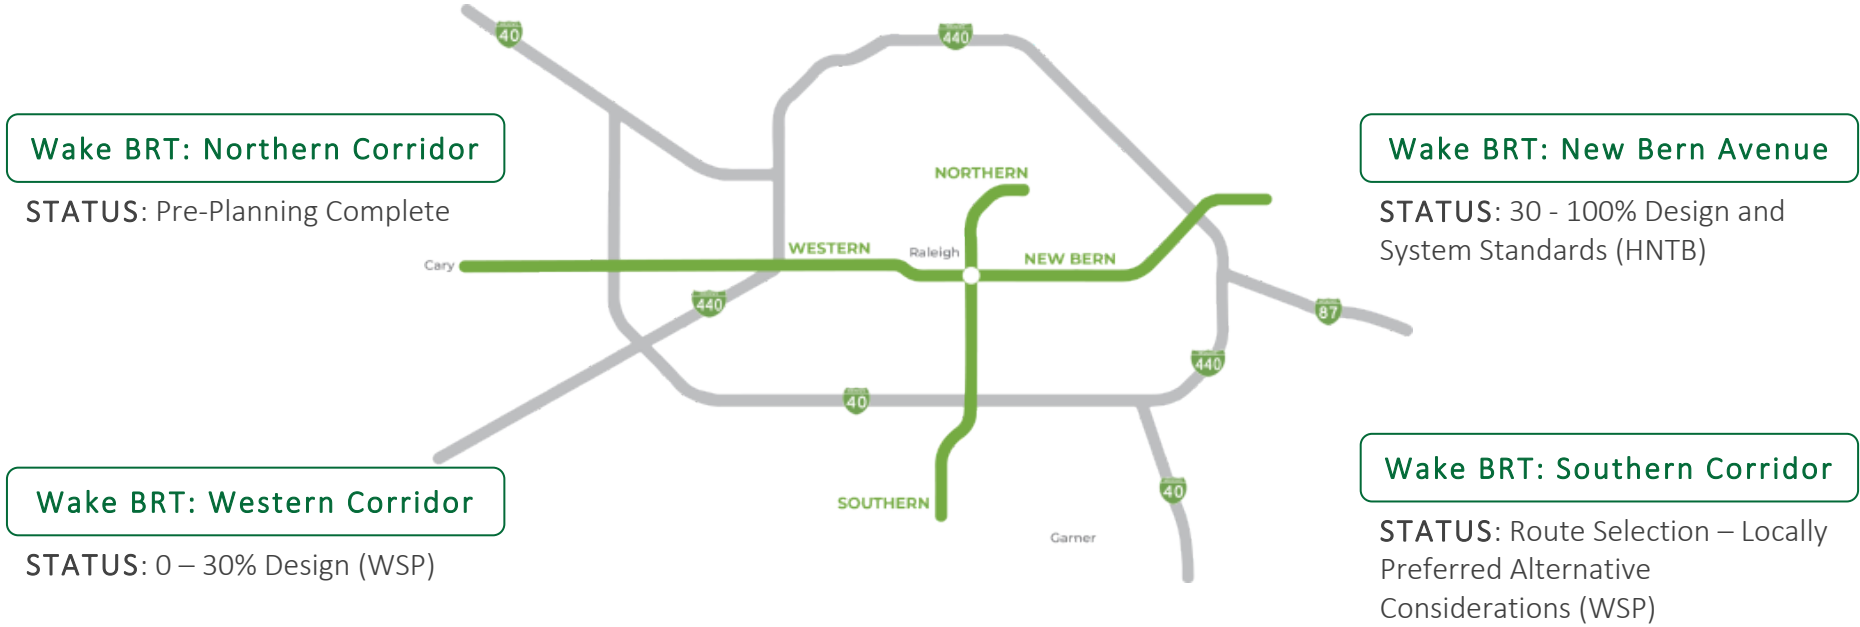 40
440
Wake BRT: Northern Corridor
STATUS: Pre-Planning Complete
Wake BRT: New Bern Avenue
STATUS: 30 - 100% Design and
System Standards (HNTB)
NORTHERN
WESTERN
Raleigh
NEW BERN
Cary
440
87
440
40
Wake BRT: Western Corridor
STATUS: 0 – 30% Design (WSP)
Wake BRT: Southern Corridor
STATUS: Route Selection – Locally
Preferred Alternative
Considerations (WSP)
40
SOUTHERN
Garner